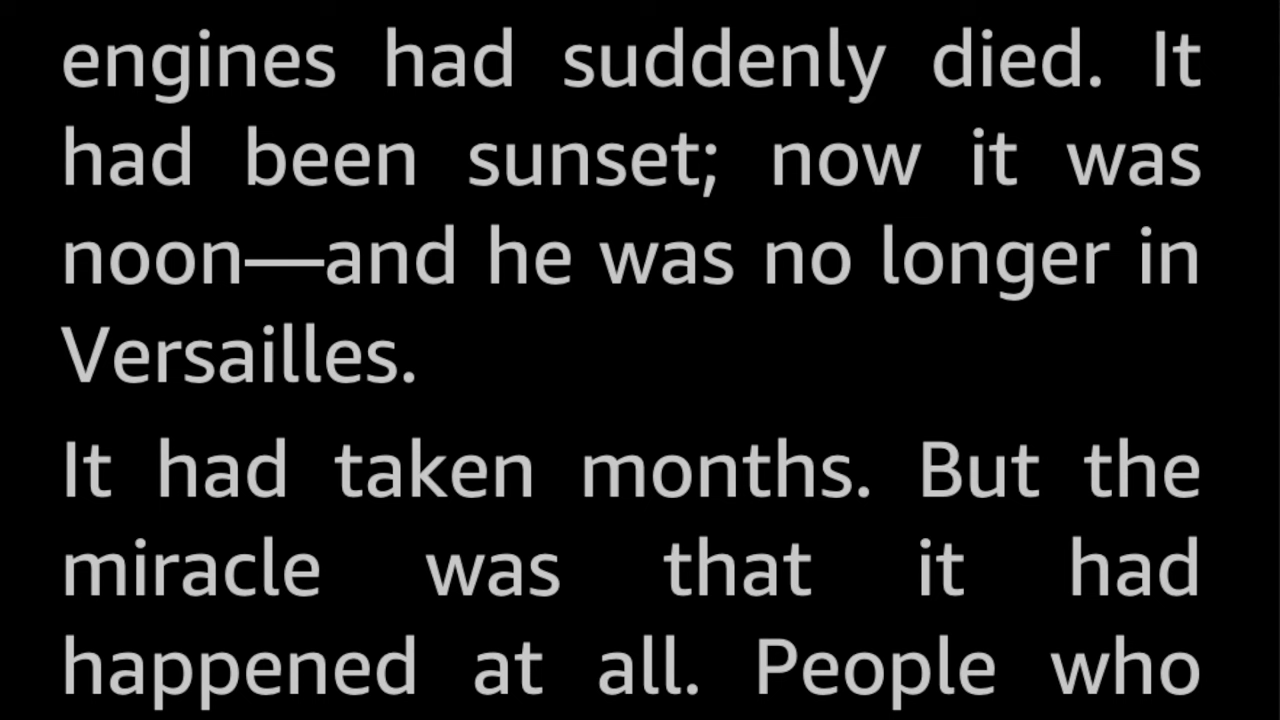 engines had suddenly died. It
had been sunset; now it was
noon—and he was no longer in
Versailles.
It had taken months. But the
miracle was that it had
happened at all. People who